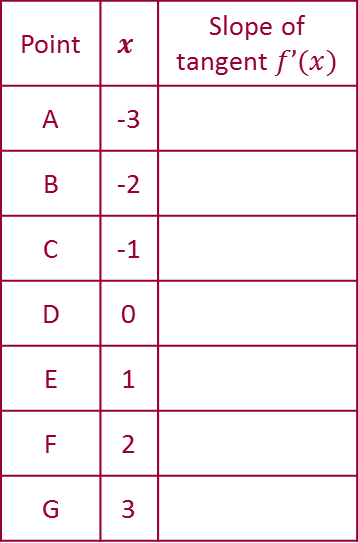 Point x Slope of
tangent f’(x)
A -3
B -2
C -1
D 0
E 1
F 2
G 3